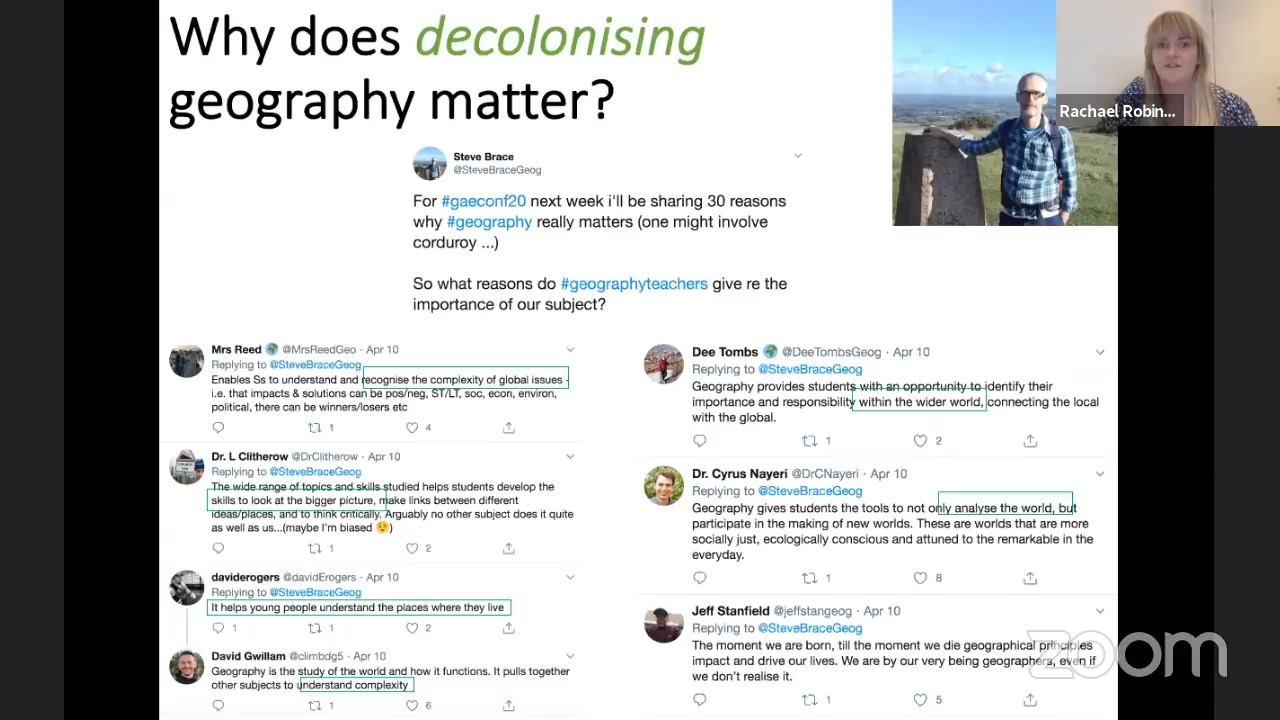 Why does decolonising
geography matter?
Rachael Robin...
Steve Brace
@SteveBraceGeog
For #gaeconf20 next week i'll be sharing 30 reasons
why #geography really matters (one might involve
corduroy ...)
So what reasons do #geographyteachers give re the
importance of our subject?
Mrs Reed 🌍 @MrsReedGeo · Apr 10
Replying to @SteveBraceGeog
Enables Ss to understand and recognise the complexity of global issues -
i.e. that impacts & solutions can be pos/neg, ST/LT, soc, econ, environ,
political, there can be winners/losers etc
1
4
Dr. L Clitherow @DrClitherow · Apr 10
Replying to @SteveBraceGeog
The wide range of topics and skills studied helps students develop the
skills to look at the bigger picture, make links between different
ideas/places, and to think critically. Arguably no other subject does it quite
as well as us...(maybe I'm biased 🤔)
1
2
daviderogers @davidErogers · Apr 10
Replying to @SteveBraceGeog
It helps young people understand the places where they live
1
1
2
David Gwillam @climbdg5 · Apr 10
Geography is the study of the world and how it functions. It pulls together
other subjects to understand complexity
1
6
Dee Tombs 🌍 @DeeTombsGeog · Apr 10
Replying to @SteveBraceGeog
Geography provides students with an opportunity to identify their
importance and responsibility within the wider world, connecting the local
with the global.
1
2
Dr. Cyrus Nayeri @DrCNayeri · Apr 10
Replying to @SteveBraceGeog
Geography gives students the tools to not only analyse the world, but
participate in the making of new worlds. These are worlds that are more
socially just, ecologically conscious and attuned to the remarkable in the
everyday.
1
8
Jeff Stanfield @jeffstangeog · Apr 10
Replying to @SteveBraceGeog
The moment we are born, till the moment we die geographical principles
impact and drive our lives. We are by our very being geographers, even if
we don't realise it.
1
5
zoom